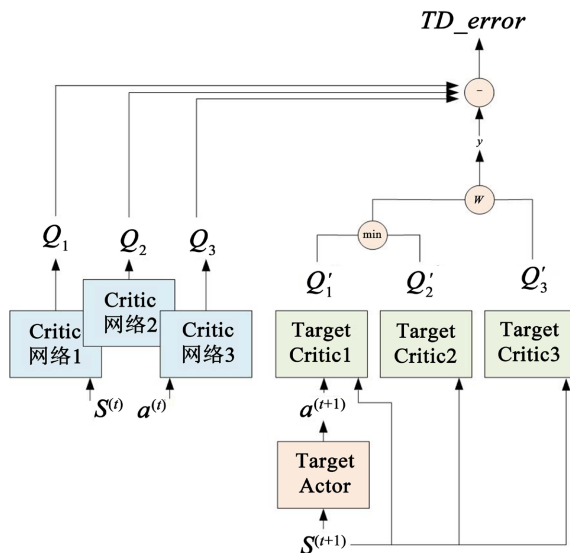 TD_error
−
y
W
min
Q₁
Q₂
Q₃
Q′₁
Q′₂
Q′₃
Critic
网络1
Critic
网络2
Critic
网络3
Target
Critic1
Target
Critic2
Target
Critic3
S⁽ᵗ⁾
a⁽ᵗ⁾
a⁽ᵗ⁺¹⁾
Target
Actor
S⁽ᵗ⁺¹⁾